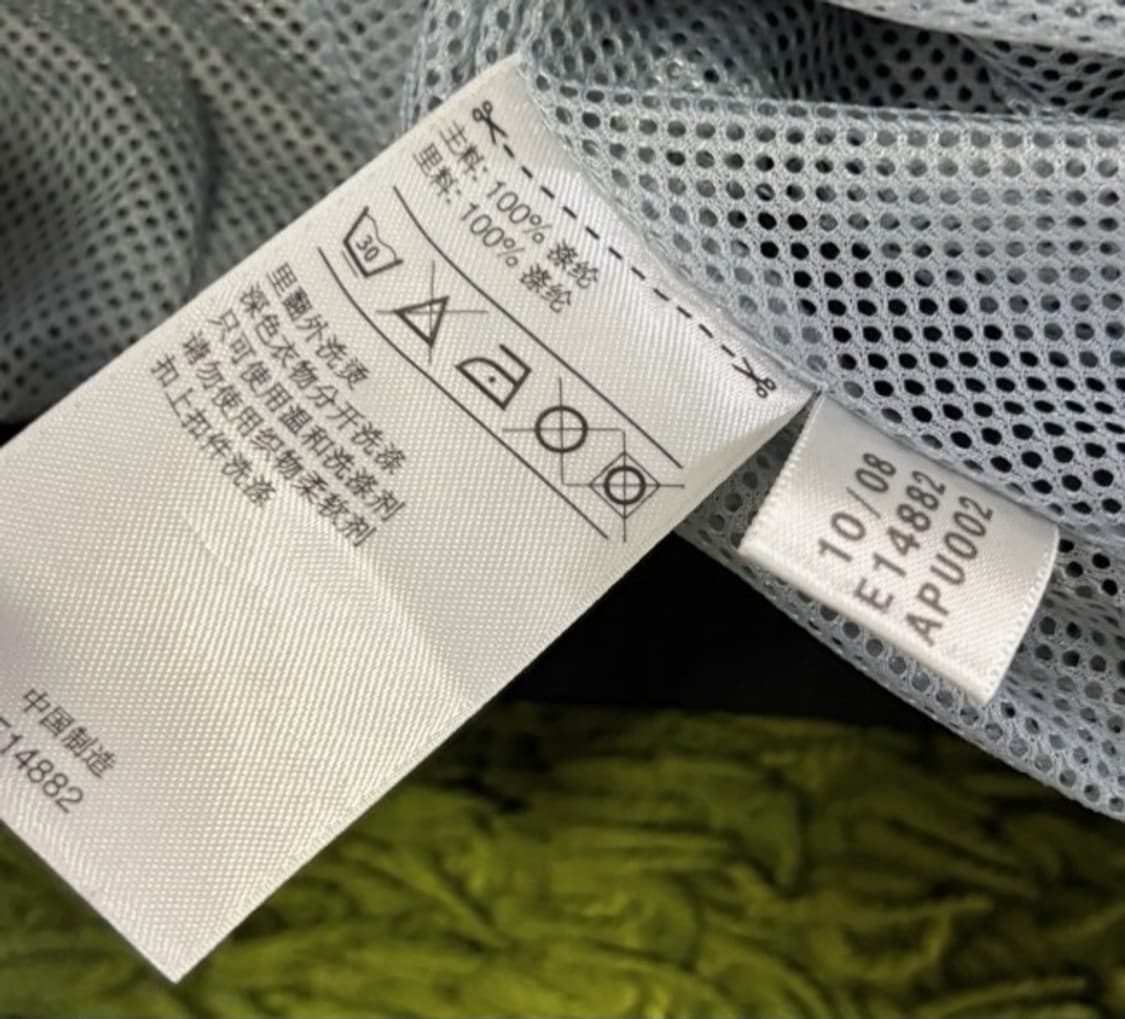 主料: 100% 涤纶
里料: 100% 涤纶
30
里翻外洗烫
深色衣物分开洗涤
只可使用温和洗涤剂
请勿使用织物柔软剂
扣上扣件洗涤
中国制造
E14882
10/08
E14882
APU002